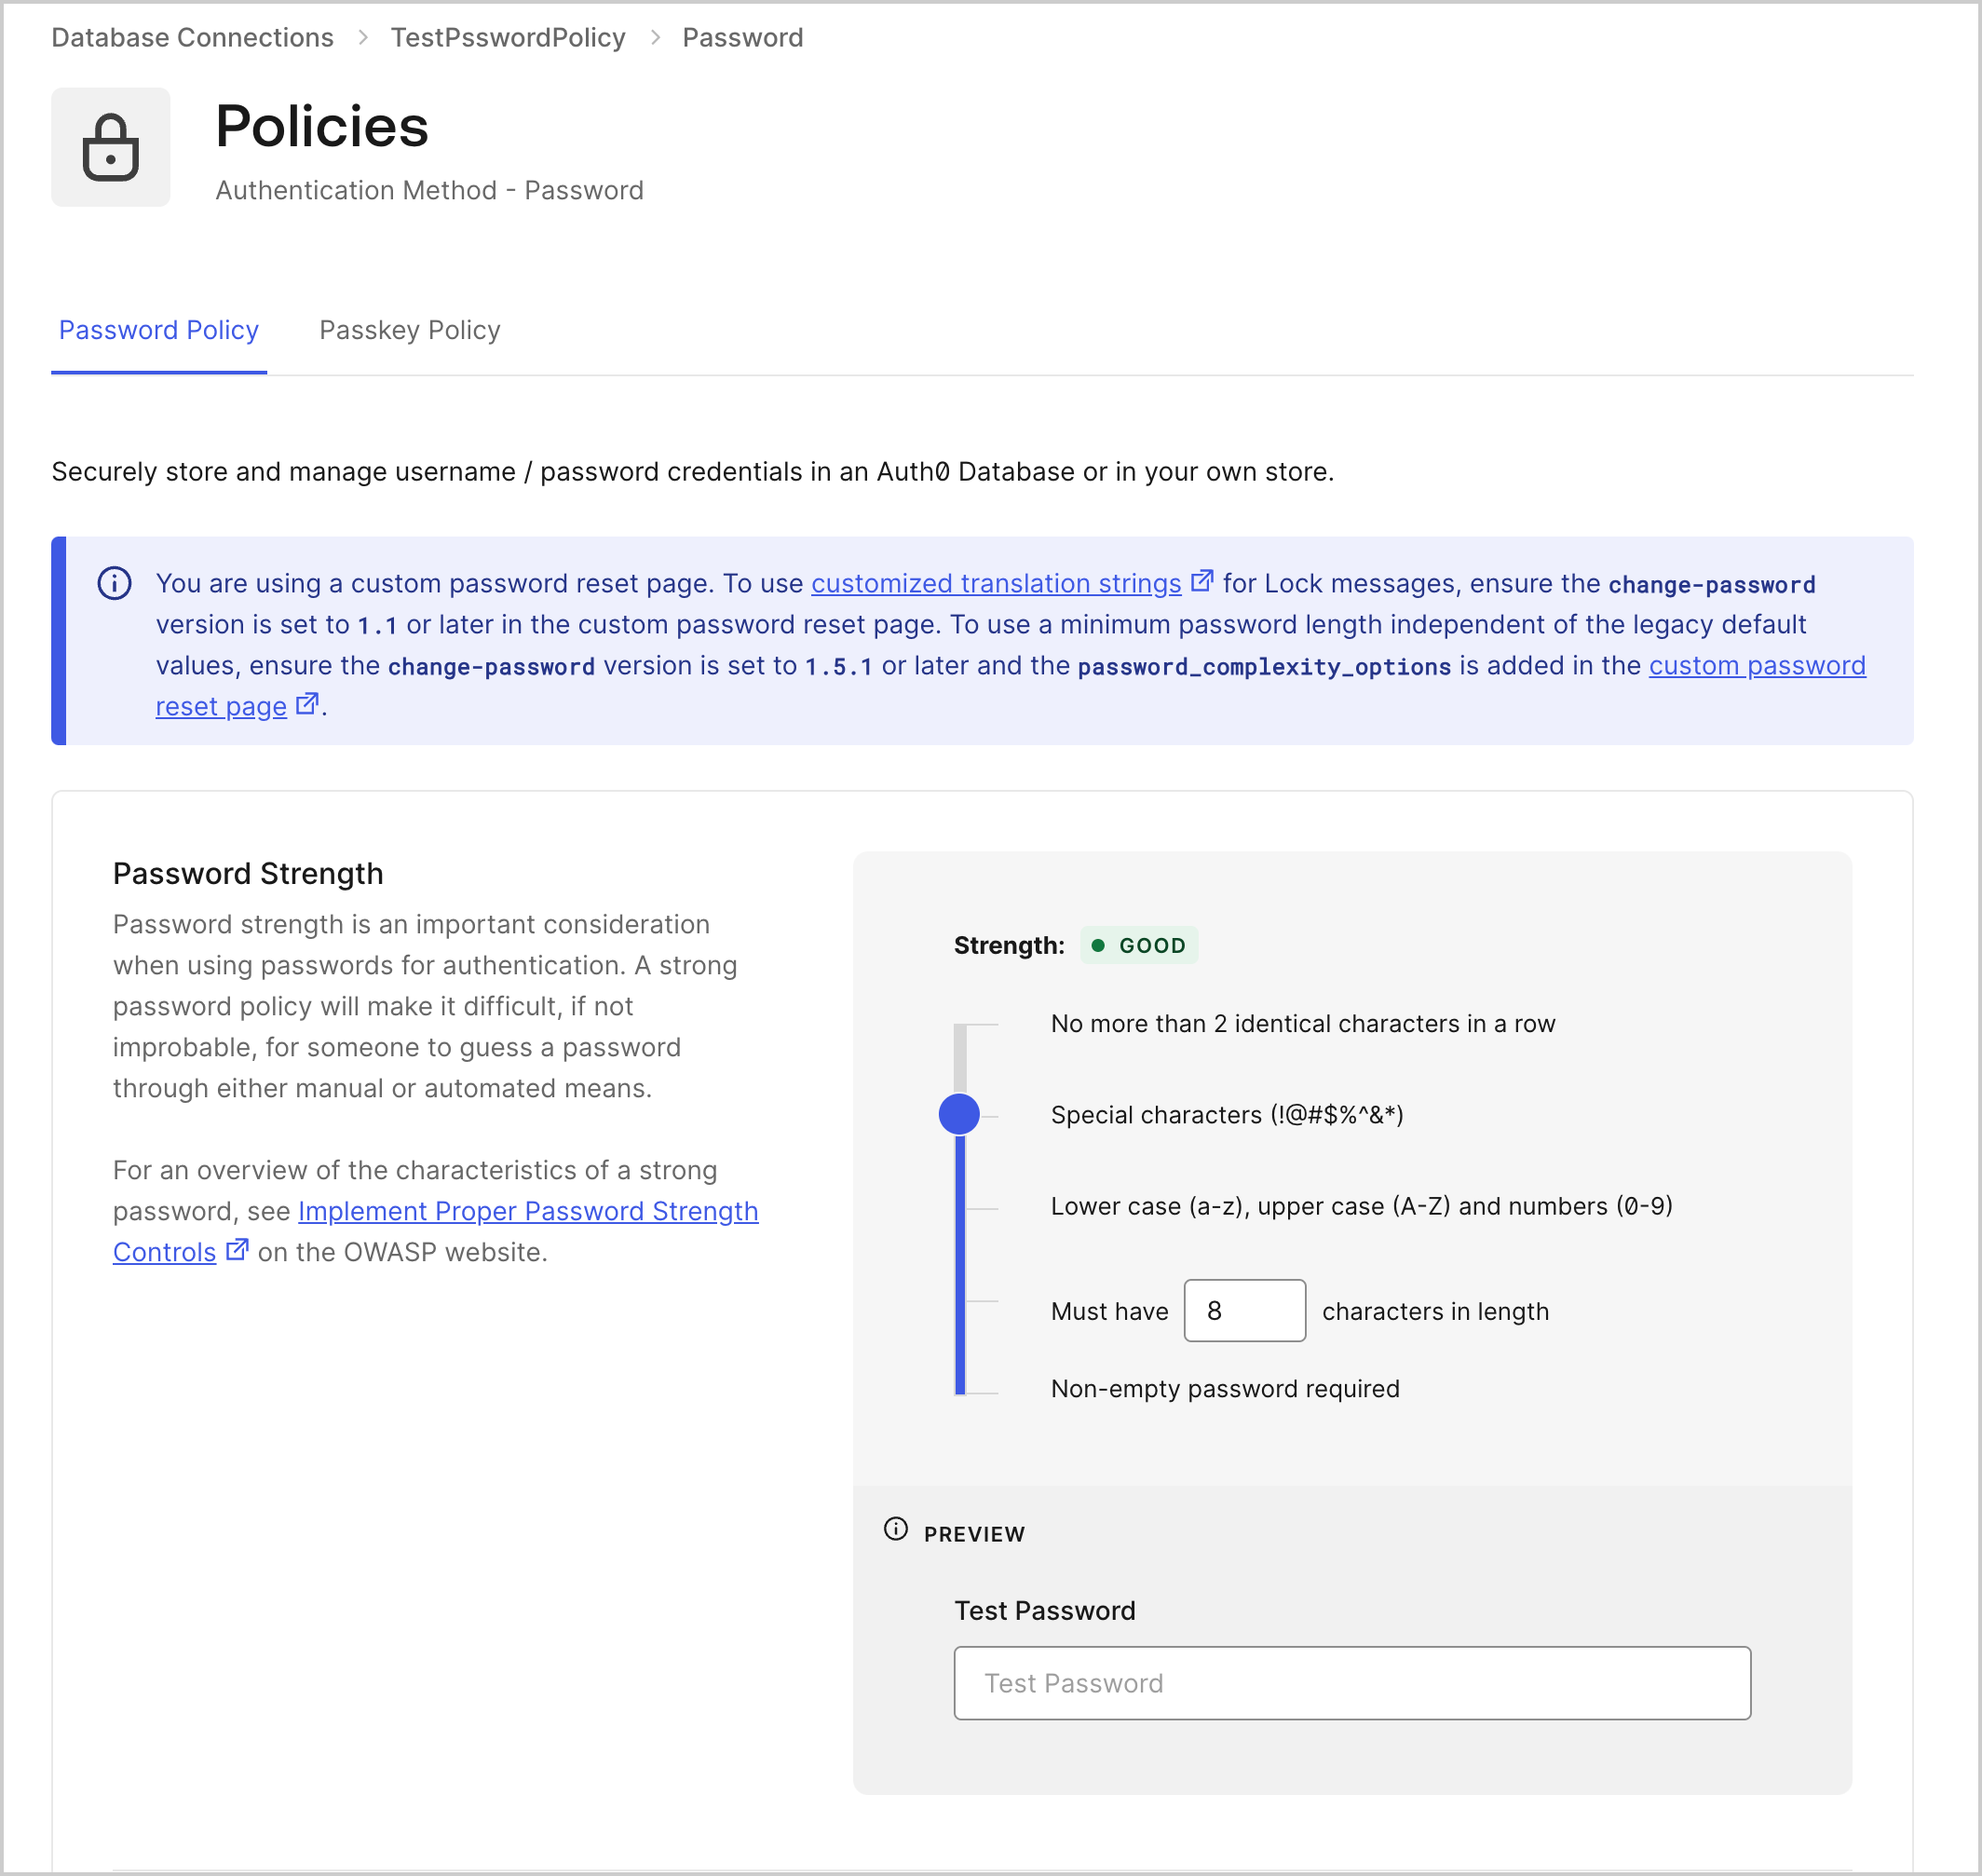 Database Connections > TestPsswordPolicy > Password
Policies
Authentication Method - Password
Password Policy Passkey Policy
Securely store and manage username / password credentials in an Auth0 Database or in your own store.
You are using a custom password reset page. To use customized translation strings for Lock messages, ensure the change-password
version is set to 1.1 or later in the custom password reset page. To use a minimum password length independent of the legacy default
values, ensure the change-password version is set to 1.5.1 or later and the password_complexity_options is added in the custom password
reset page.
Password Strength
Password strength is an important consideration
when using passwords for authentication. A strong
password policy will make it difficult, if not
improbable, for someone to guess a password
through either manual or automated means.
For an overview of the characteristics of a strong
password, see Implement Proper Password Strength
Controls on the OWASP website.
Strength: GOOD
No more than 2 identical characters in a row
Special characters (!@#$%^&*)
Lower case (a-z), upper case (A-Z) and numbers (0-9)
Must have 8 characters in length
Non-empty password required
PREVIEW
Test Password
Test Password